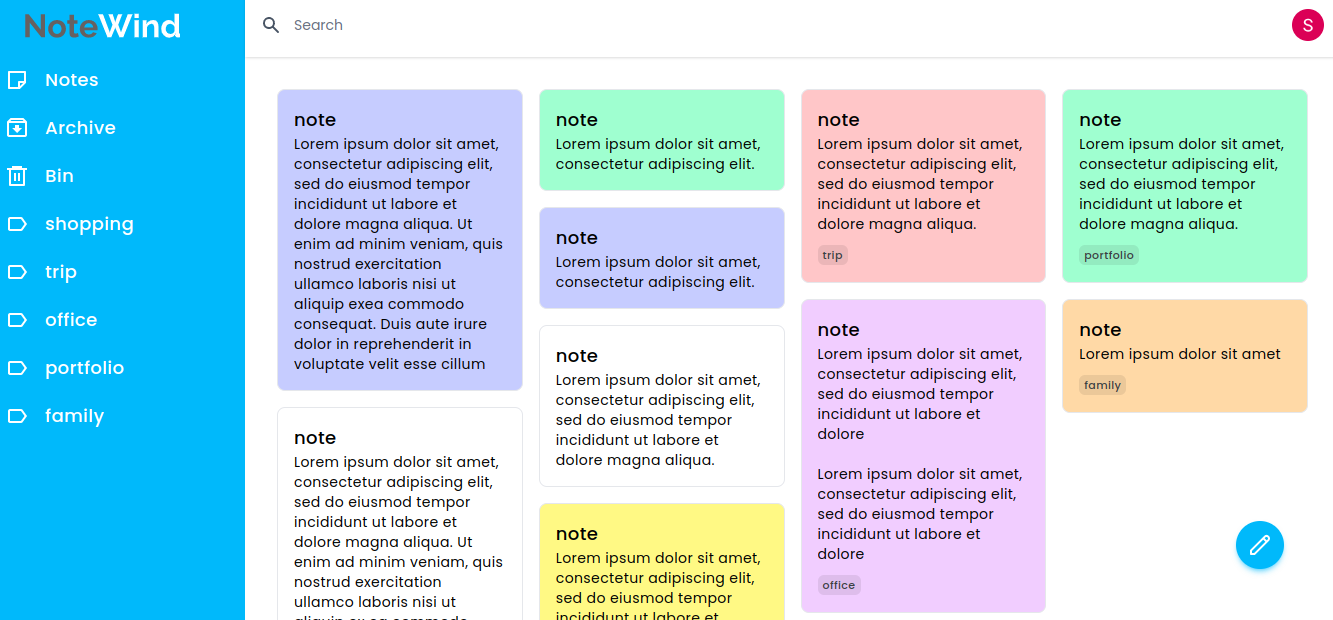 NoteWind
Search
S
Notes
Archive
Bin
shopping
trip
office
portfolio
family
note
Lorem ipsum dolor sit amet,
consectetur adipiscing elit,
sed do eiusmod tempor
incididunt ut labore et
dolore magna aliqua. Ut
enim ad minim veniam, quis
nostrud exercitation
ullamco laboris nisi ut
aliquip exea commodo
consequat. Duis aute irure
dolor in reprehenderit in
voluptate velit esse cillum
note
Lorem ipsum dolor sit amet,
consectetur adipiscing elit,
sed do eiusmod tempor
incididunt ut labore et
dolore magna aliqua. Ut
enim ad minim veniam, quis
nostrud exercitation
ullamco laboris nisi ut
note
Lorem ipsum dolor sit amet,
consectetur adipiscing elit.
note
Lorem ipsum dolor sit amet,
consectetur adipiscing elit.
note
Lorem ipsum dolor sit amet,
consectetur adipiscing elit,
sed do eiusmod tempor
incididunt ut labore et
dolore magna aliqua.
note
Lorem ipsum dolor sit amet,
consectetur adipiscing elit,
sed do eiusmod tempor
incididunt ut labore et
note
Lorem ipsum dolor sit amet,
consectetur adipiscing elit,
sed do eiusmod tempor
incididunt ut labore et
dolore magna aliqua.
trip
note
Lorem ipsum dolor sit amet,
consectetur adipiscing elit,
sed do eiusmod tempor
incididunt ut labore et
dolore
Lorem ipsum dolor sit amet,
consectetur adipiscing elit,
sed do eiusmod tempor
incididunt ut labore et
dolore
office
note
Lorem ipsum dolor sit amet,
consectetur adipiscing elit,
sed do eiusmod tempor
incididunt ut labore et
dolore magna aliqua.
portfolio
note
Lorem ipsum dolor sit amet
family